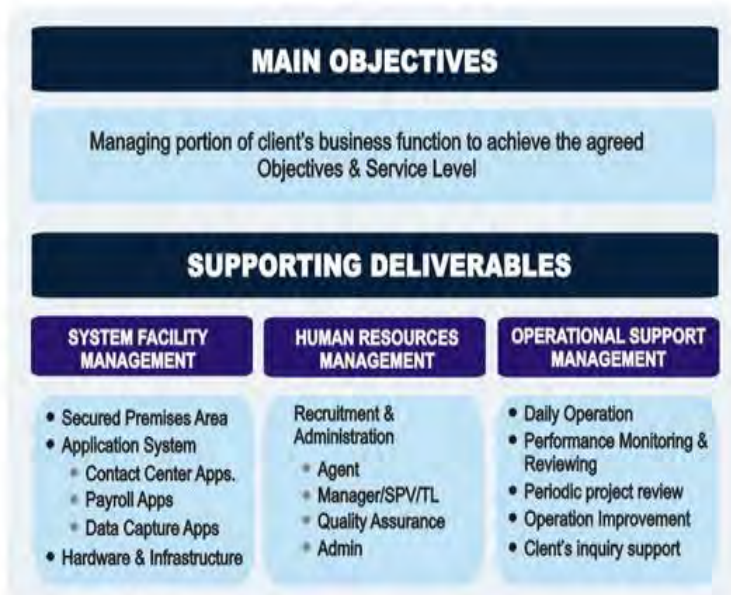 MAIN OBJECTIVES
Managing portion of client's business function to achieve the agreed
Objectives & Service Level
SUPPORTING DELIVERABLES
SYSTEM FACILITY
MANAGEMENT
• Secured Premises Area
• Application System
• Contact Center Apps.
• Payroll Apps
• Data Capture Apps
• Hardware & Infrastructure
HUMAN RESOURCES
MANAGEMENT
Recruitment &
Administration
• Agent
• Manager/SPV/TL
• Quality Assurance
• Admin
OPERATIONAL SUPPORT
MANAGEMENT
• Daily Operation
• Performance Monitoring &
Reviewing
• Periodic project review
• Operation Improvement
• Client's inquiry support